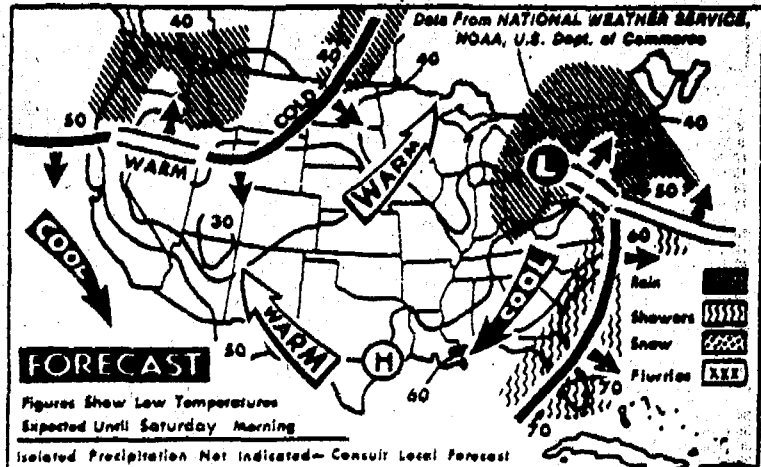 Data From NATIONAL WEATHER SERVICE,
NOAA, U.S. Dept. of Commerce
40
40
40
50
COLD
WARM
WARM
40
L
50
60
30
COOL
COOL
WARM
50
H
60
70
70
Rain
Showers
Snow
Flurries
XXX
FORECAST
Figures Show Low Temperatures
Expected Until Saturday Morning
Isolated Precipitation Not Indicated — Consult Local Forecast